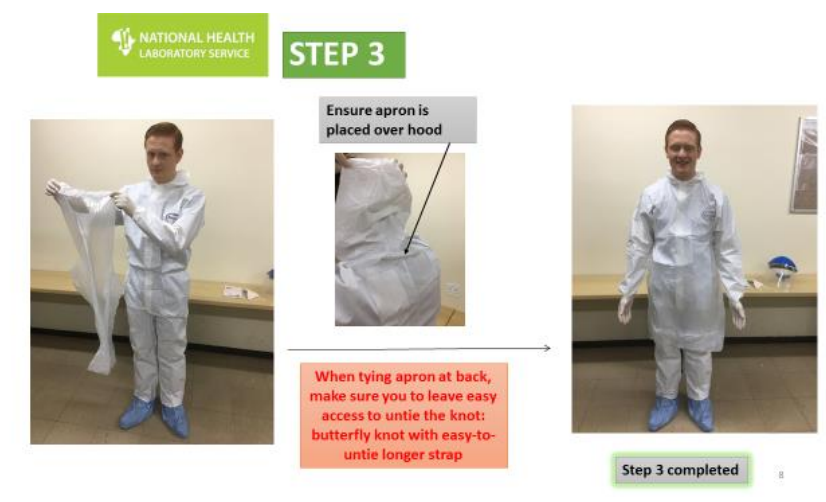 NATIONAL HEALTH
LABORATORY SERVICE
STEP 3
Ensure apron is
placed over hood
When tying apron at back,
make sure you to leave easy
access to untie the knot:
butterfly knot with easy-to-
untie longer strap
Step 3 completed
8